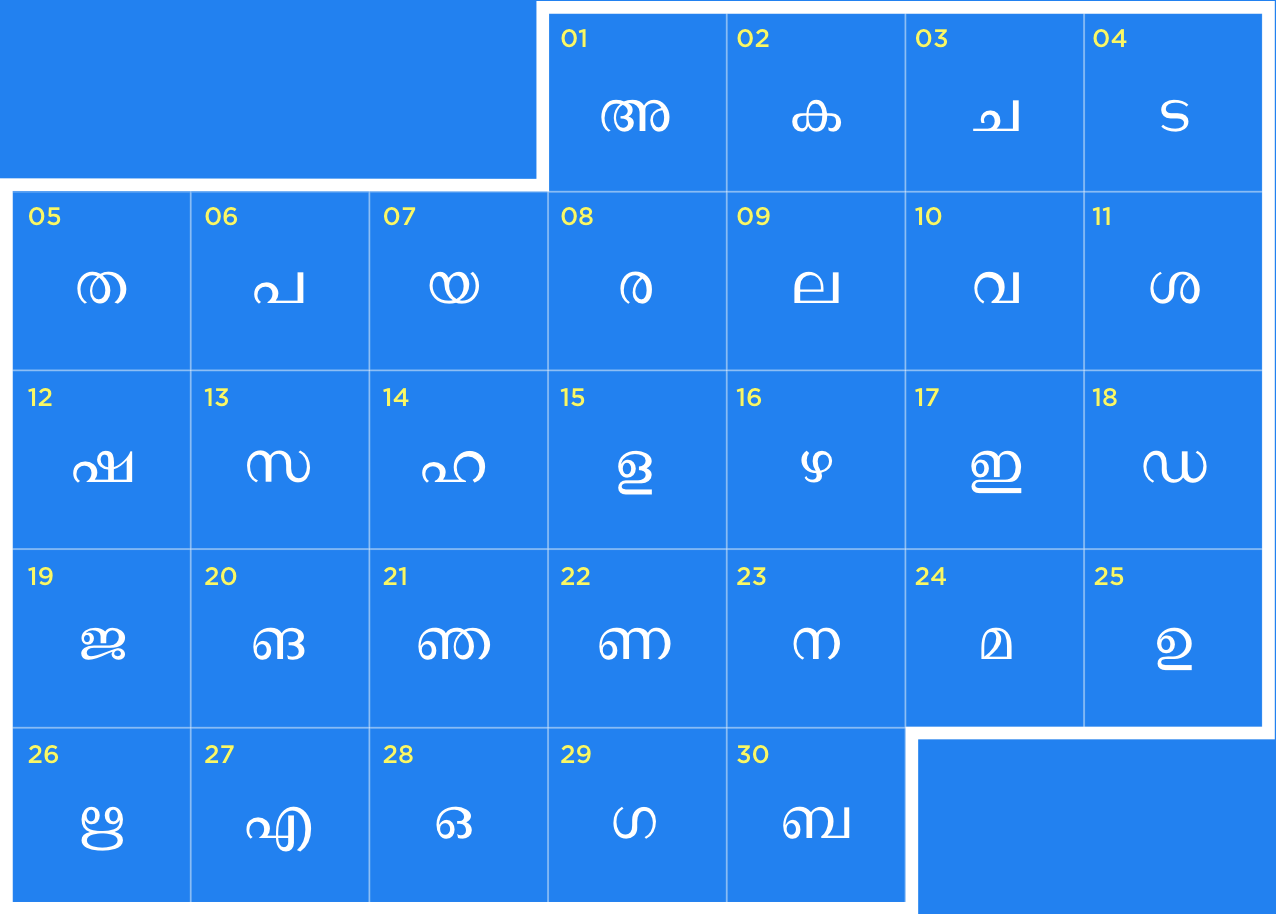 01 02 03 04
അ ക ച ട
05 06 07 08 09 10 11
ത പ യ ര ല വ ശ
12 13 14 15 16 17 18
ഷ സ ഹ ള ഴ ഇ ഡ
19 20 21 22 23 24 25
ജ ങ ഞ ണ ന മ ഉ
26 27 28 29 30
ഋ എ ഒ ഗ ബ